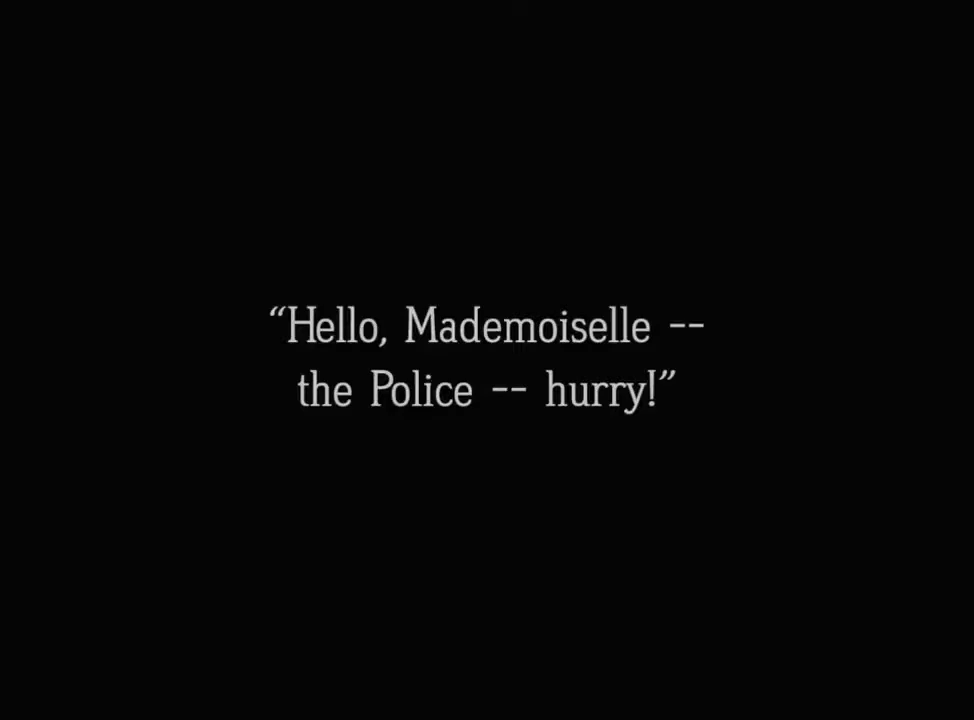 “Hello, Mademoiselle --
the Police -- hurry!”